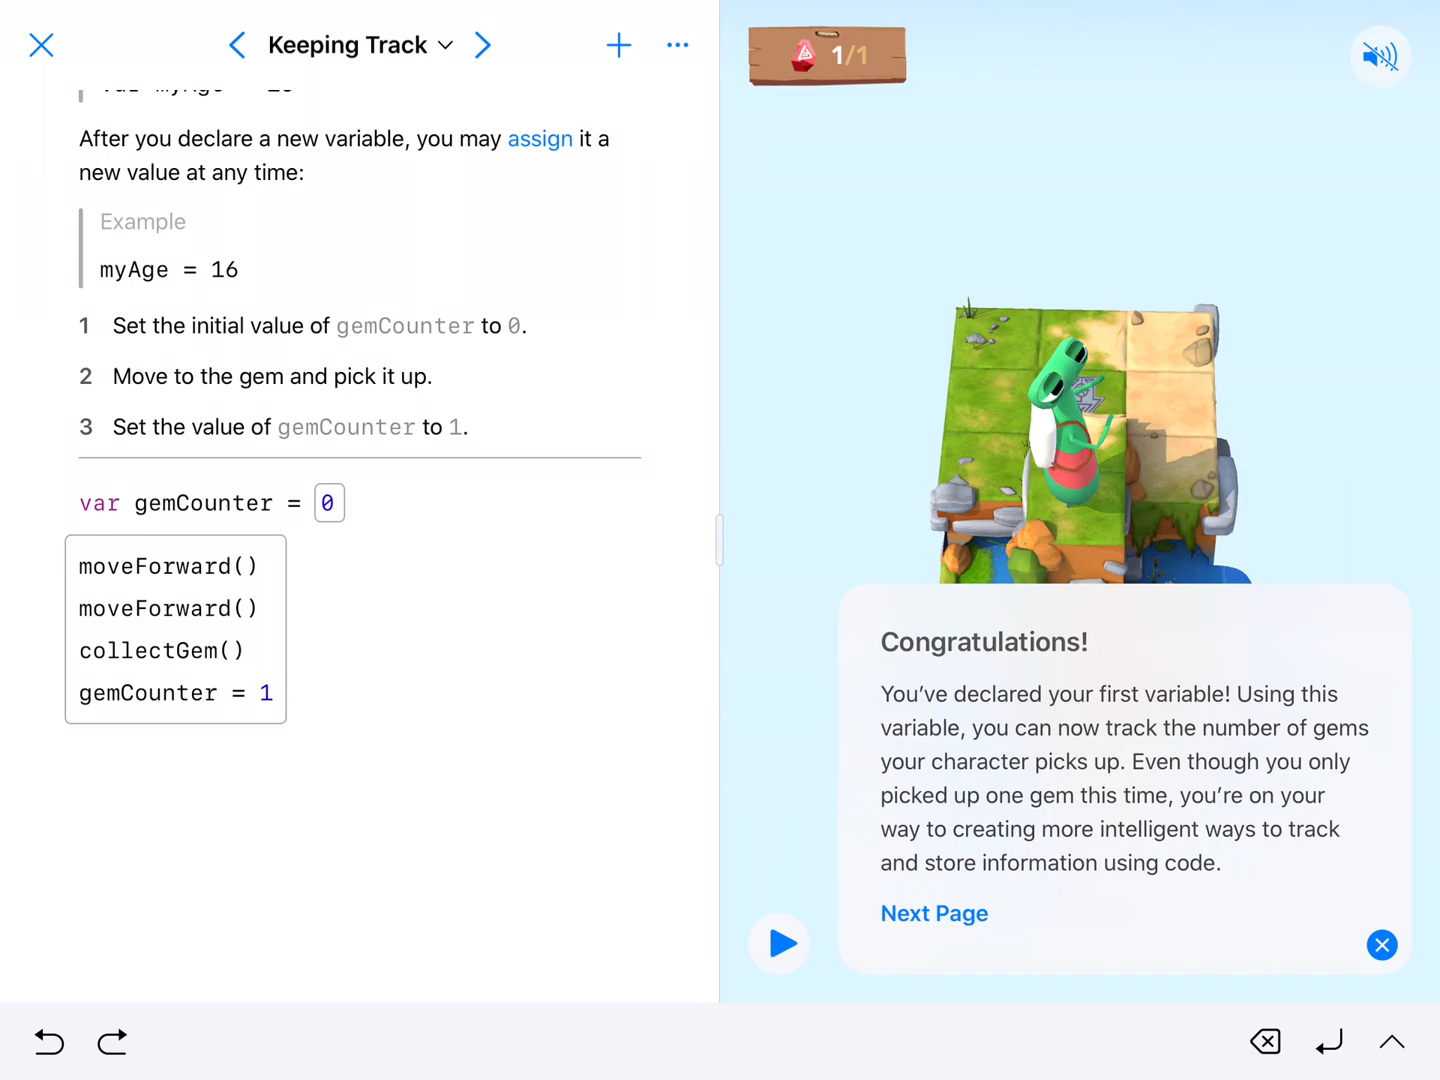 Keeping Track
After you declare a new variable, you may assign it a
new value at any time:
Example
myAge = 16
1 Set the initial value of gemCounter to 0.
2 Move to the gem and pick it up.
3 Set the value of gemCounter to 1.
var gemCounter = 0
moveForward()
moveForward()
collectGem()
gemCounter = 1
1/1
Congratulations!
You’ve declared your first variable! Using this
variable, you can now track the number of gems
your character picks up. Even though you only
picked up one gem this time, you’re on your
way to creating more intelligent ways to track
and store information using code.
Next Page